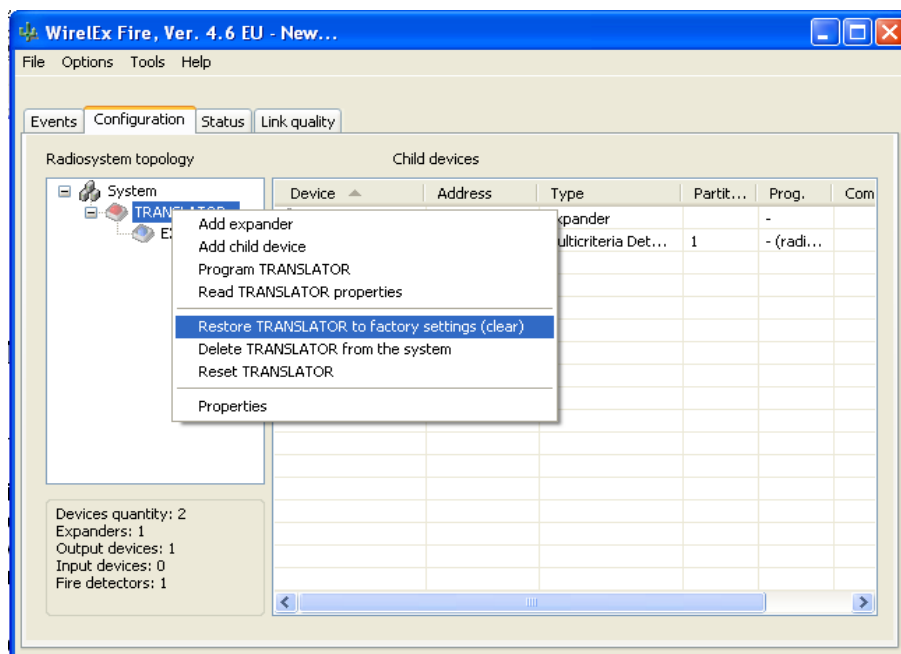 WirelEx Fire, Ver. 4.6 EU - New...
File Options Tools Help
Events Configuration Status Link quality
Radiosystem topology Child devices
System
TRANSLATOR
Device Address Type Partit... Prog. Com
xpander -
ulticriteria Det... 1 - (radi...
Add expander
Add child device
Program TRANSLATOR
Read TRANSLATOR properties
Restore TRANSLATOR to factory settings (clear)
Delete TRANSLATOR from the system
Reset TRANSLATOR
Properties
Devices quantity: 2
Expanders: 1
Output devices: 1
Input devices: 0
Fire detectors: 1